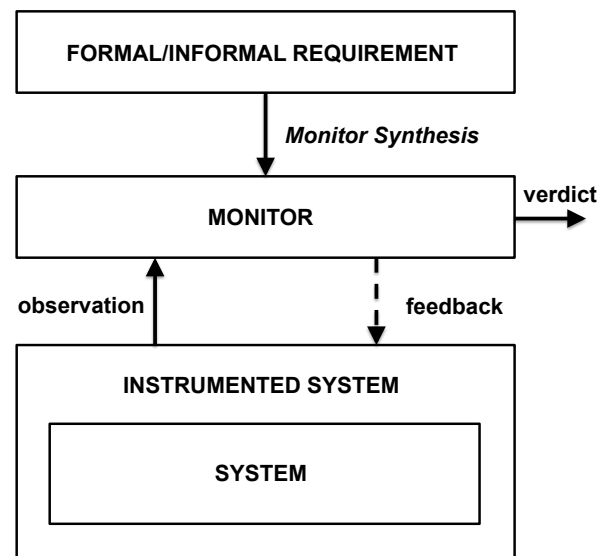 FORMAL/INFORMAL REQUIREMENT
Monitor Synthesis
MONITOR
verdict
observation
feedback
INSTRUMENTED SYSTEM
SYSTEM